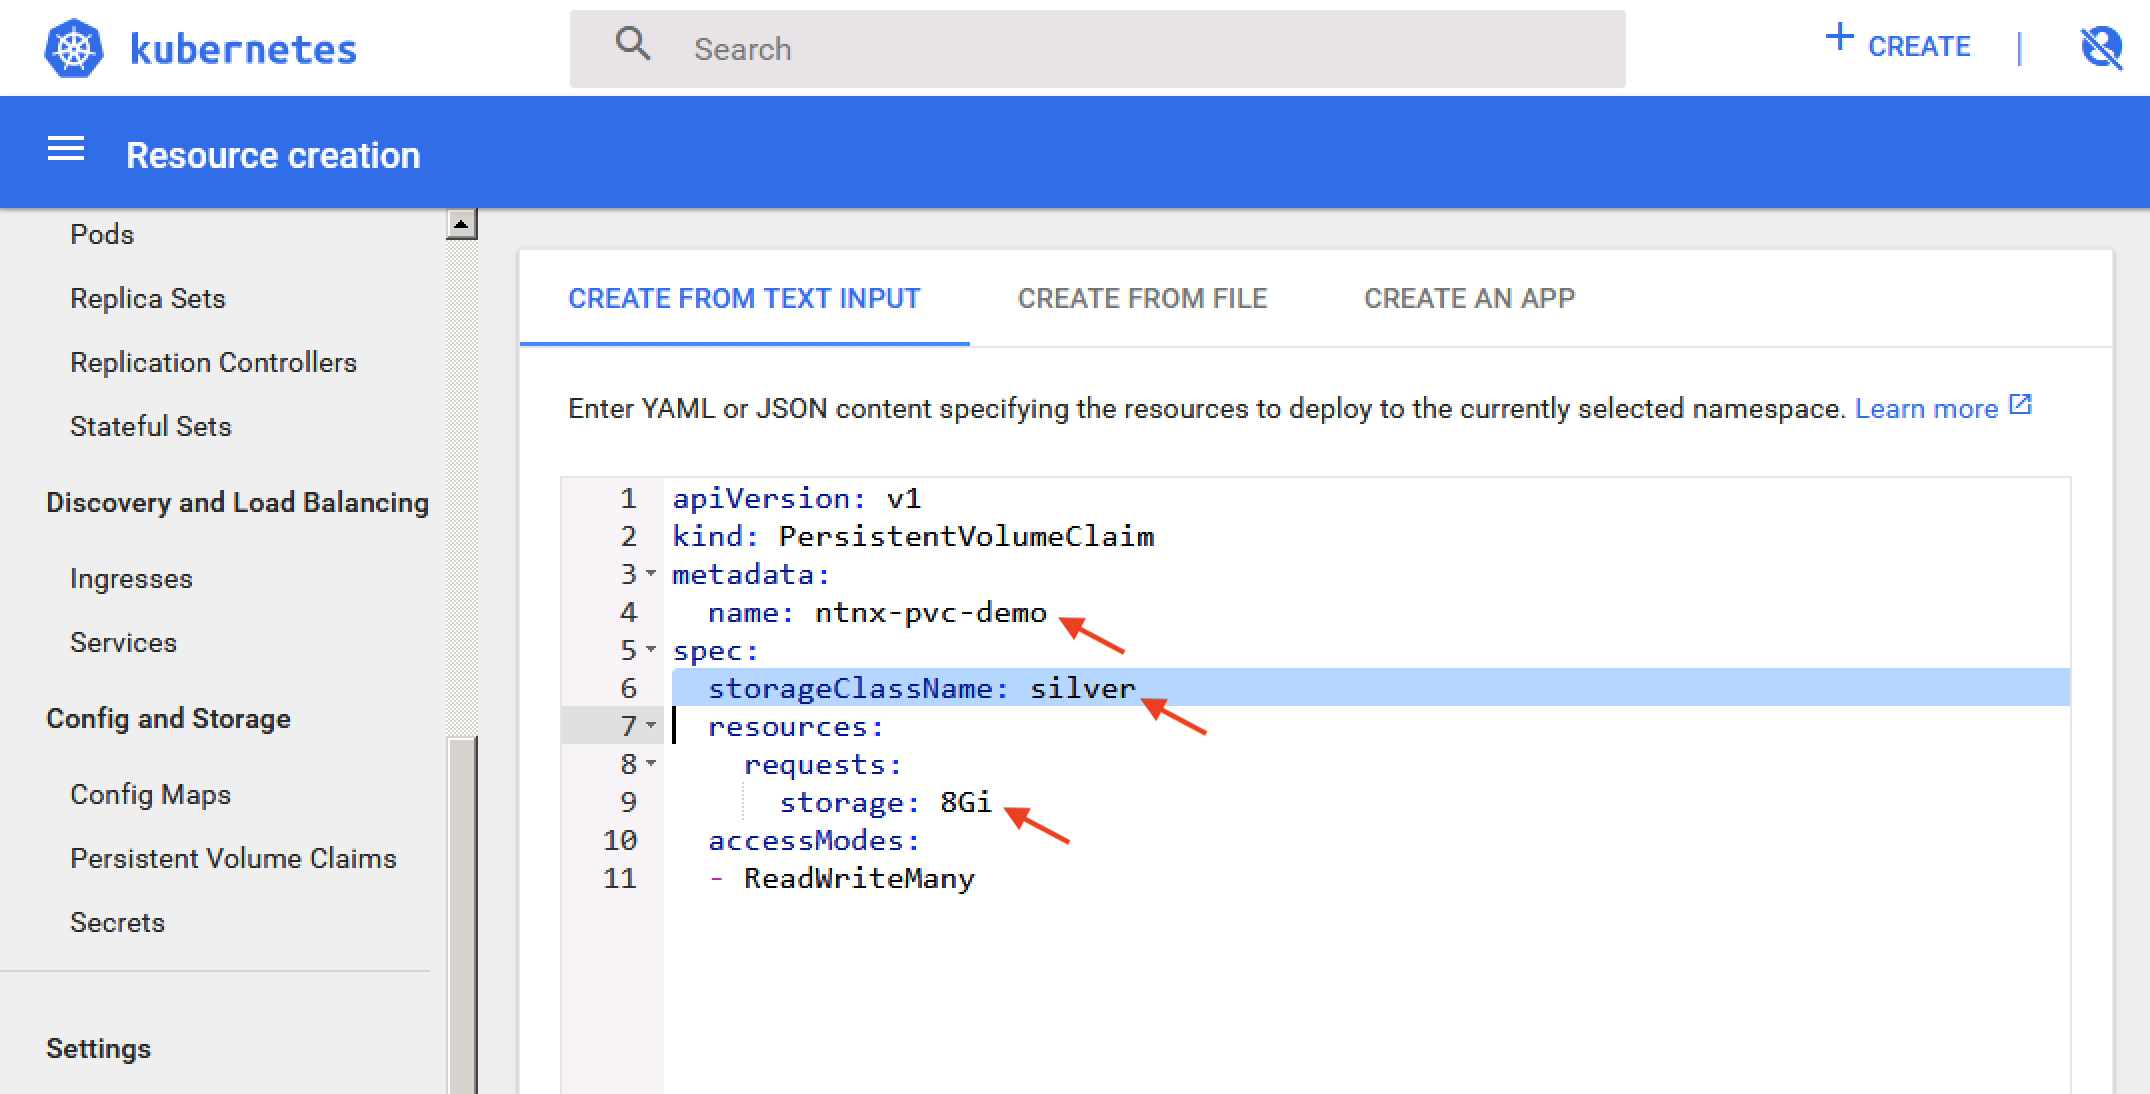 kubernetes
Search
+ CREATE |
Resource creation
Pods
Replica Sets
Replication Controllers
Stateful Sets
Discovery and Load Balancing
Ingresses
Services
Config and Storage
Config Maps
Persistent Volume Claims
Secrets
Settings
CREATE FROM TEXT INPUT CREATE FROM FILE CREATE AN APP
Enter YAML or JSON content specifying the resources to deploy to the currently selected namespace. Learn more
1 apiVersion: v1
2 kind: PersistentVolumeClaim
3 metadata:
4   name: ntnx-pvc-demo
5 spec:
6   storageClassName: silver
7   resources:
8     requests:
9       storage: 8Gi
10   accessModes:
11   - ReadWriteMany